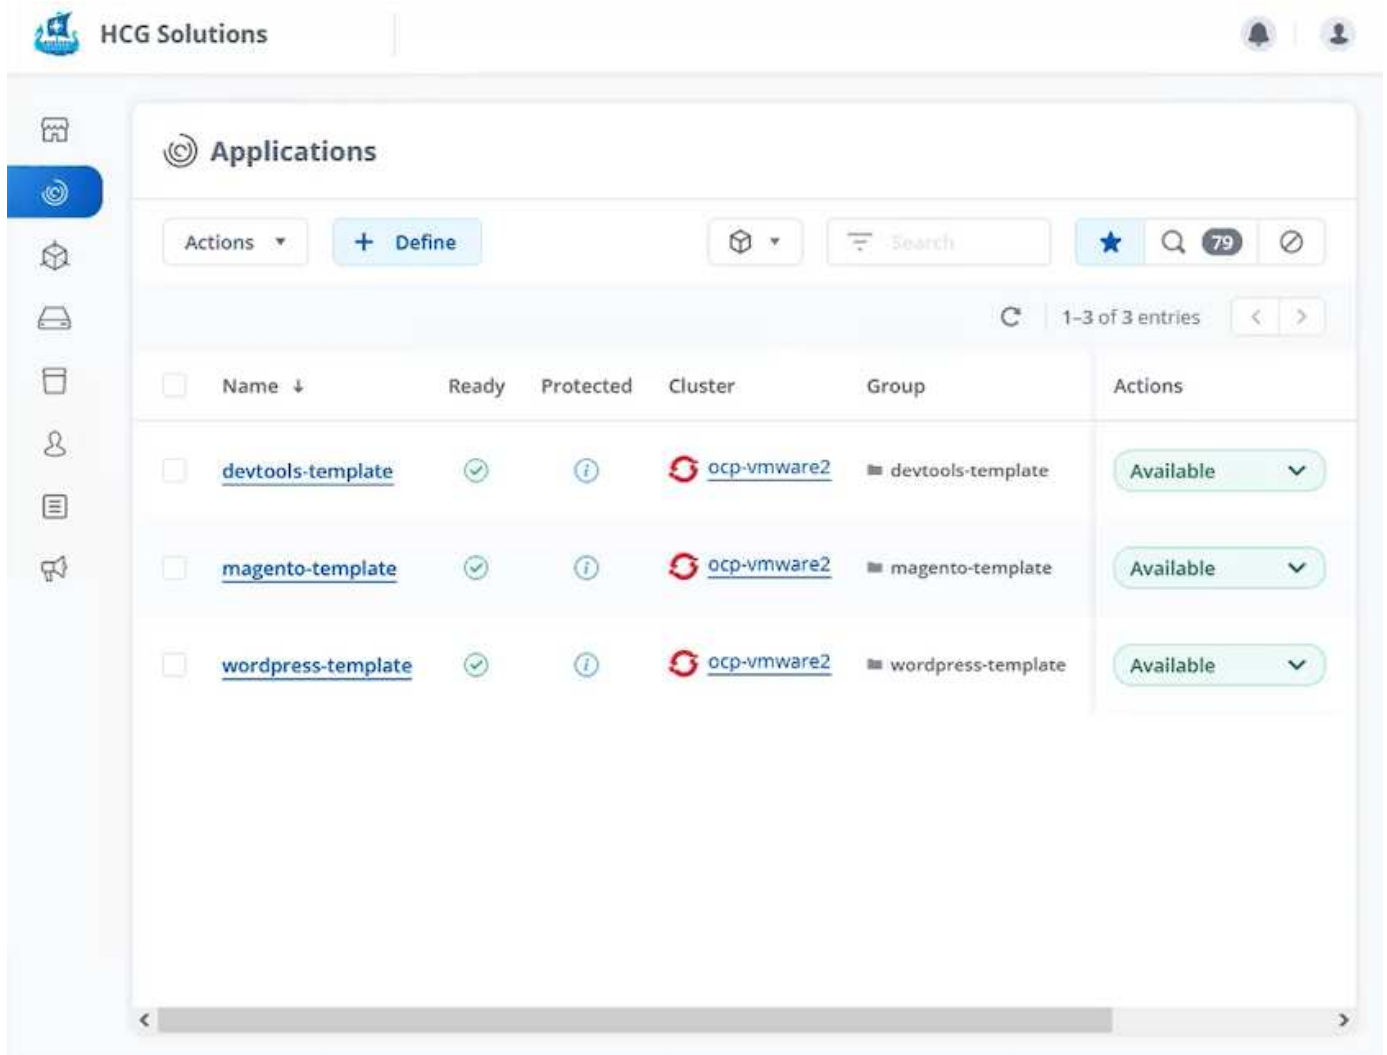 HCG Solutions
Applications
Actions
+ Define
Search
79
1–3 of 3 entries
Name ↓ Ready Protected Cluster Group Actions
devtools-template ocp-vmware2 devtools-template Available
magento-template ocp-vmware2 magento-template Available
wordpress-template ocp-vmware2 wordpress-template Available